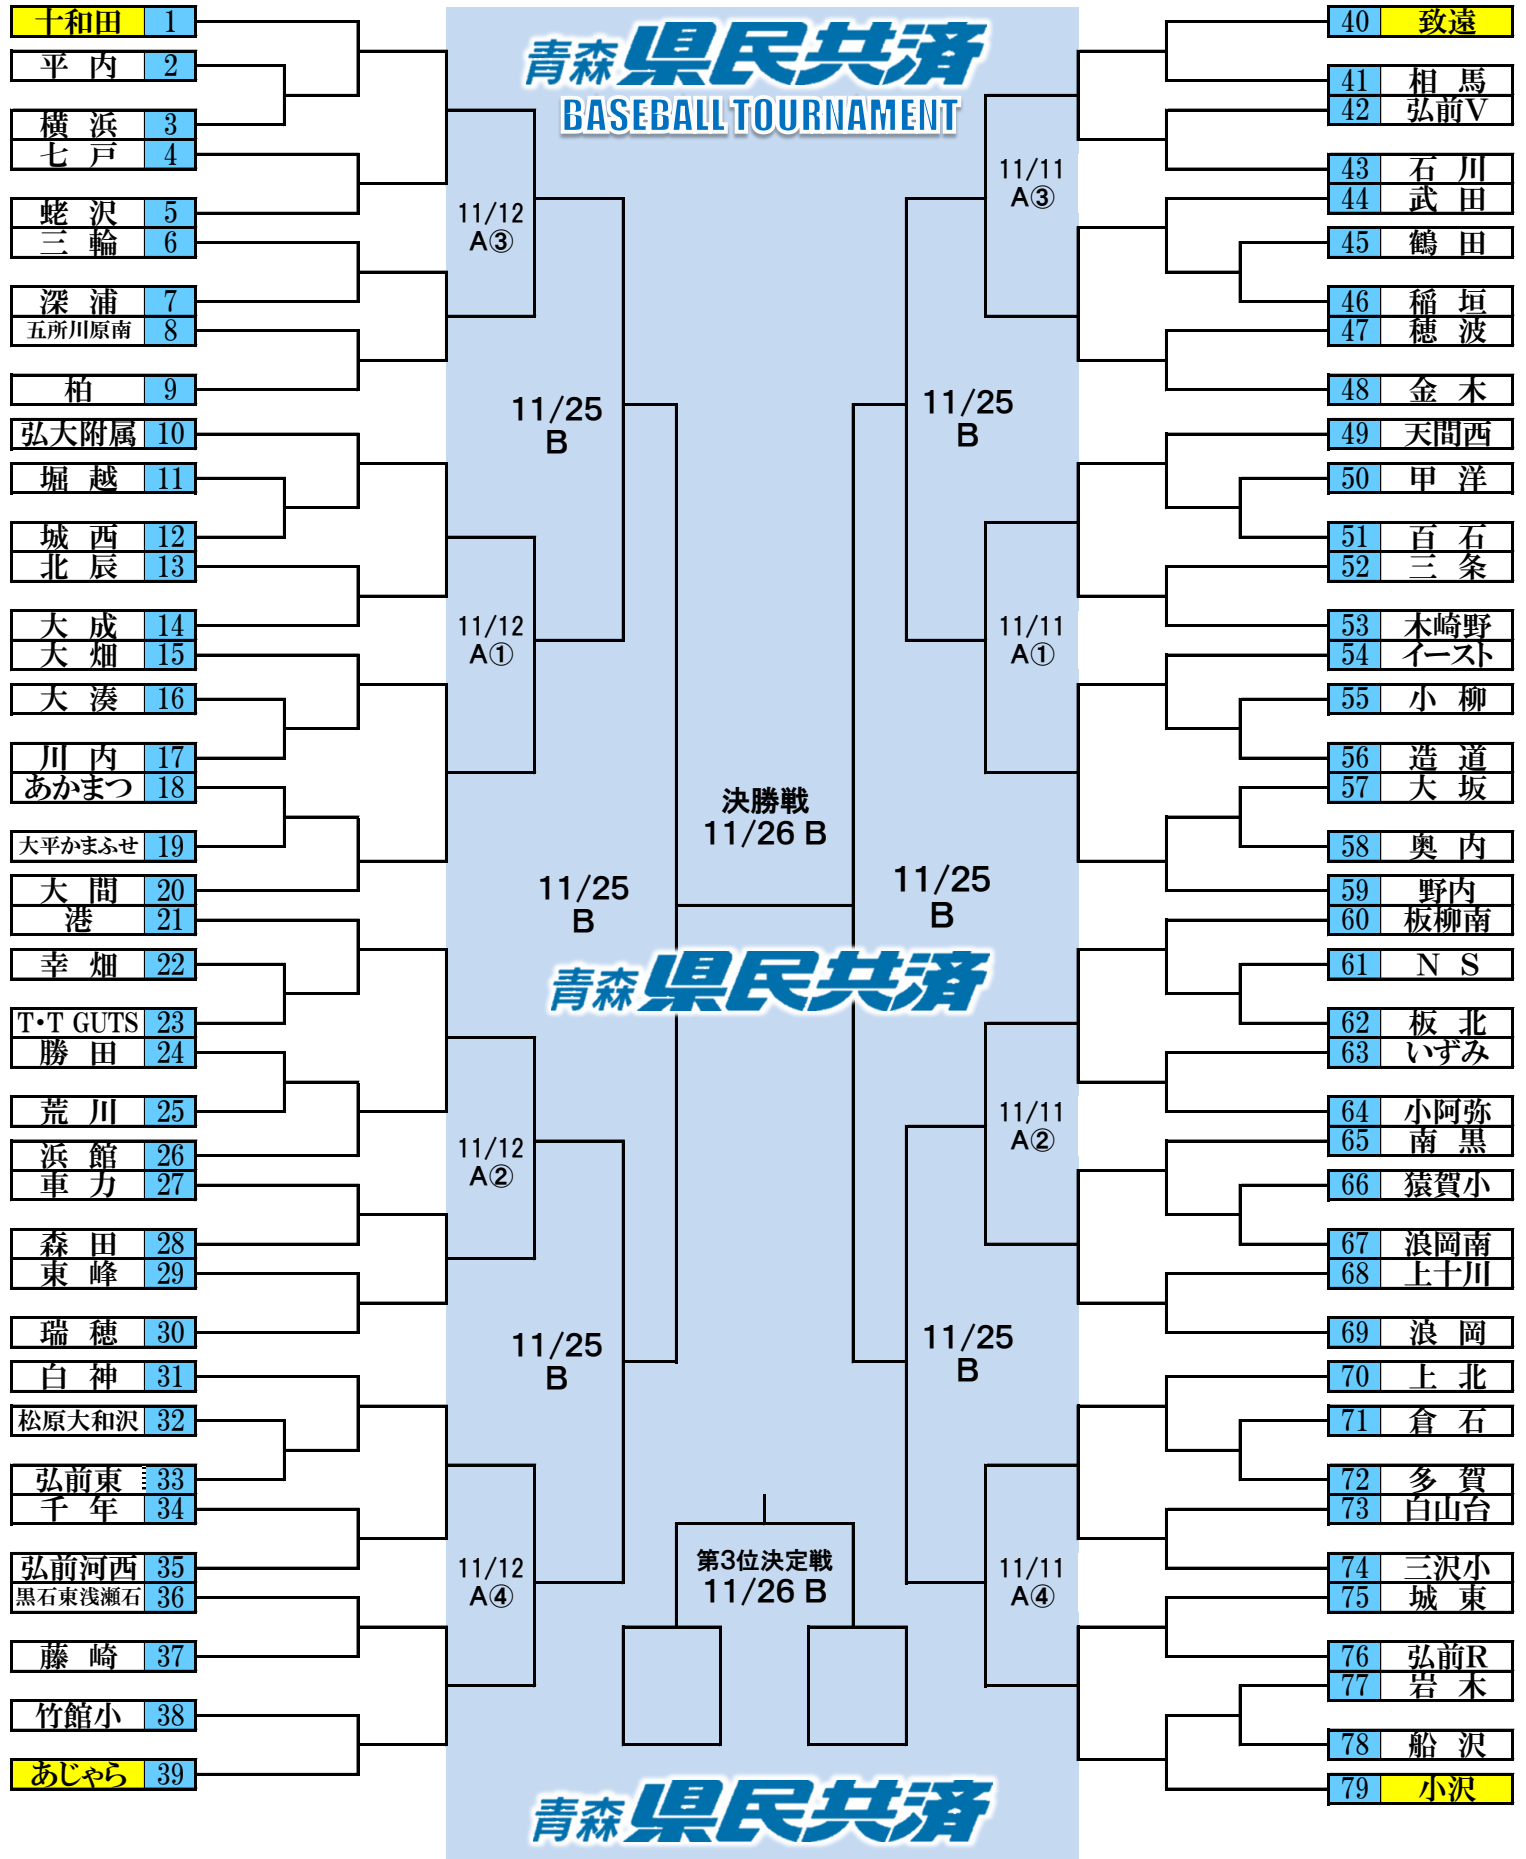 青森県民共済
BASEBALL TOURNAMENT
十和田 1
平内 2
横浜 3
七戸 4
蛯沢 5
三輪 6
深浦 7
五所川原南 8
柏 9
弘大附属 10
堀越 11
城西 12
北辰 13
大成 14
大畑 15
大湊 16
川内 17
あかまつ 18
大平かまふせ 19
大間 20
港 21
幸畑 22
T・T GUTS 23
勝田 24
荒川 25
浜館 26
車力 27
森田 28
東峰 29
瑞穂 30
白神 31
松原大和沢 32
弘前東 33
千年 34
弘前河西 35
黒石東浅瀬石 36
藤崎 37
竹館小 38
あじゃら 39
11/12
A③
11/25
B
11/12
A①
11/25
B
11/12
A②
11/25
B
11/12
A④
決勝戦
11/26 B
青森県民共済
第3位決定戦
11/26 B
青森県民共済
11/11
A③
11/25
B
11/11
A①
11/25
B
11/11
A②
11/25
B
11/11
A④
40 致遠
41 相馬
42 弘前V
43 石川
44 武田
45 鶴田
46 稲垣
47 穂波
48 金木
49 天間西
50 甲洋
51 百石
52 三条
53 木崎野
54 イースト
55 小柳
56 造道
57 大坂
58 奥内
59 野内
60 板柳南
61 NS
62 板北
63 いずみ
64 小阿弥
65 南黒
66 猿賀小
67 浪岡南
68 上十川
69 浪岡
70 上北
71 倉石
72 多賀
73 白山台
74 三沢小
75 城東
76 弘前R
77 岩木
78 船沢
79 小沢